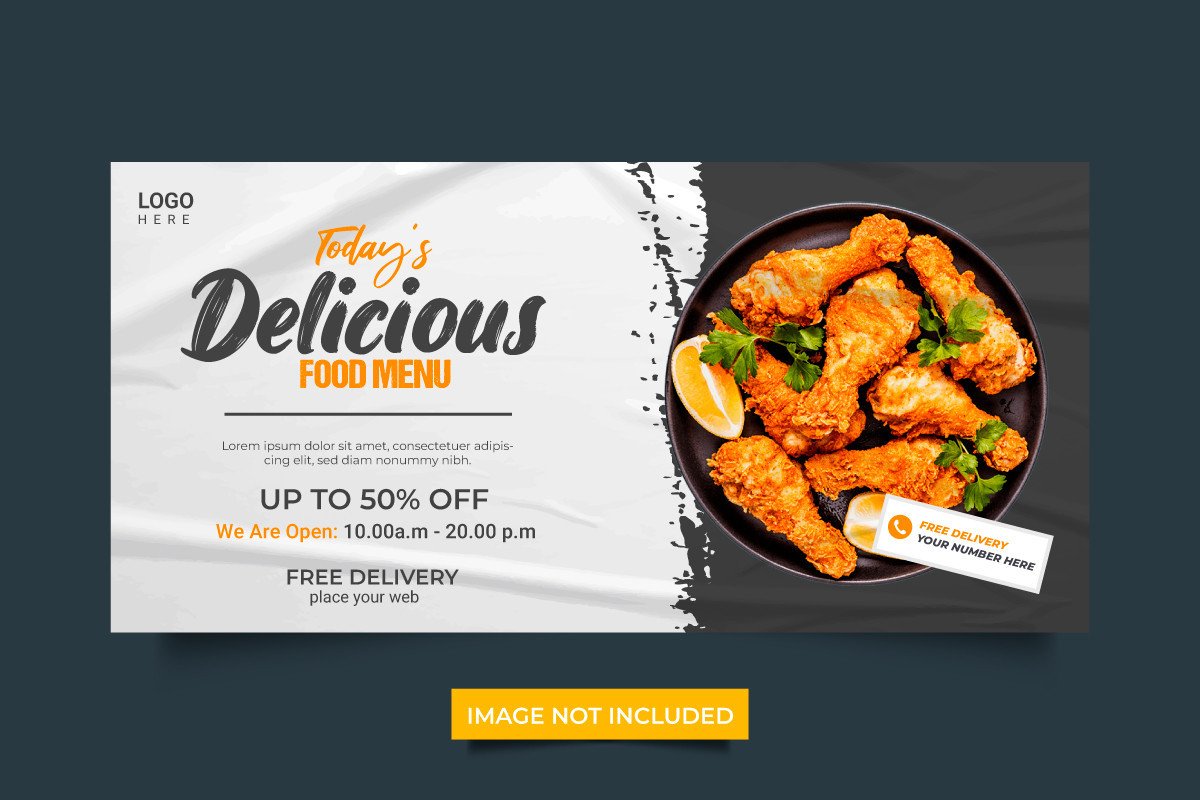 LOGO
HERE
Today's
Delicious
FOOD MENU
Lorem ipsum dolor sit amet, consectetuer adipis-
cing elit, sed diam nonummy nibh.
UP TO 50% OFF
We Are Open: 10.00a.m - 20.00 p.m
FREE DELIVERY
place your web
FREE DELIVERY
YOUR NUMBER HERE
IMAGE NOT INCLUDED